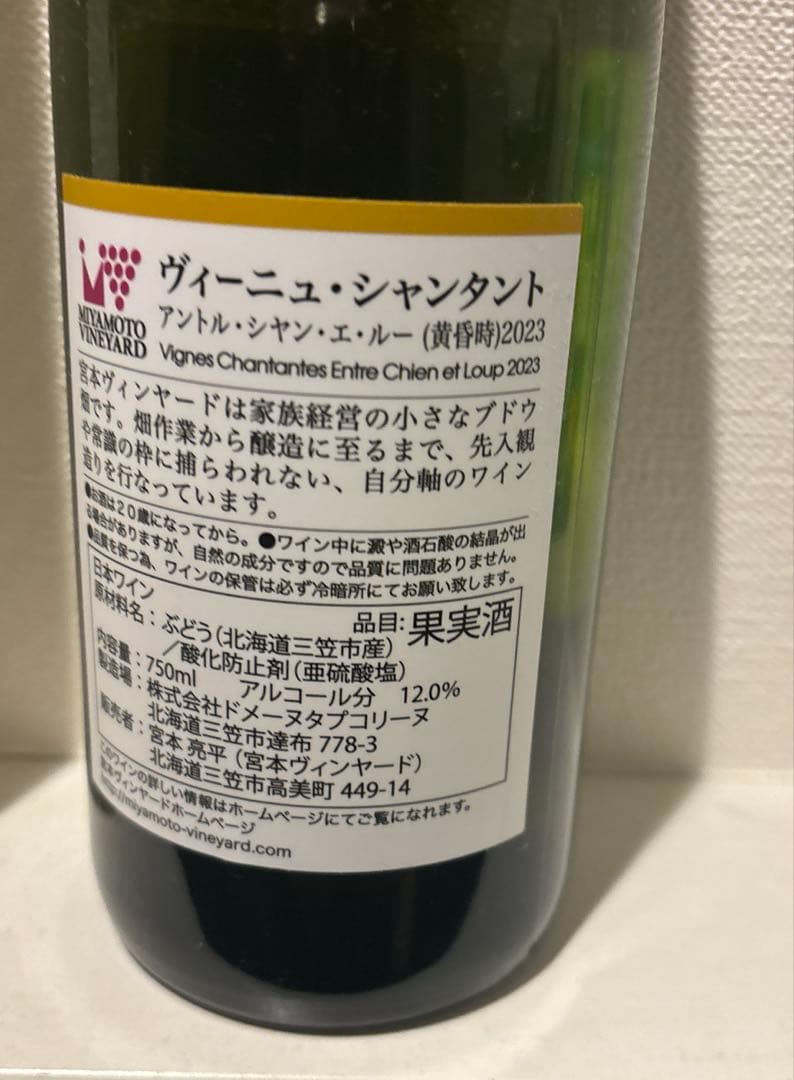 MIYAMOTO
VINEYARD
ヴィーニュ・シャンタント
アントル・シヤン・エ・ルー (黄昏時)2023
Vignes Chantantes Entre Chien et Loup 2023
宮本ヴィンヤードは家族経営の小さなブドウ
畑です。畑作業から醸造に至るまで、先入観
や常識の枠に捕らわれない、自分軸のワイン
造りを行なっています。
●お酒は20歳になってから。●ワイン中に澱や酒石酸の結晶が出
る場合がありますが、自然の成分ですので品質に問題ありません。
●品質を保つ為、ワインの保管は必ず冷暗所にてお願い致します。
日本ワイン
品目:果実酒
原材料名:ぶどう(北海道三笠市産)
/酸化防止剤(亜硫酸塩)
内容量:750ml アルコール分 12.0%
製造場:株式会社ドメーヌタプコリーヌ
北海道三笠市達布 778-3
販売者:宮本 亮平(宮本ヴィンヤード)
北海道三笠市高美町 449-14
このワインの詳しい情報はホームページにてご覧になれます。
宮本ヴィンヤードホームページ
http://miyamoto-vineyard.com